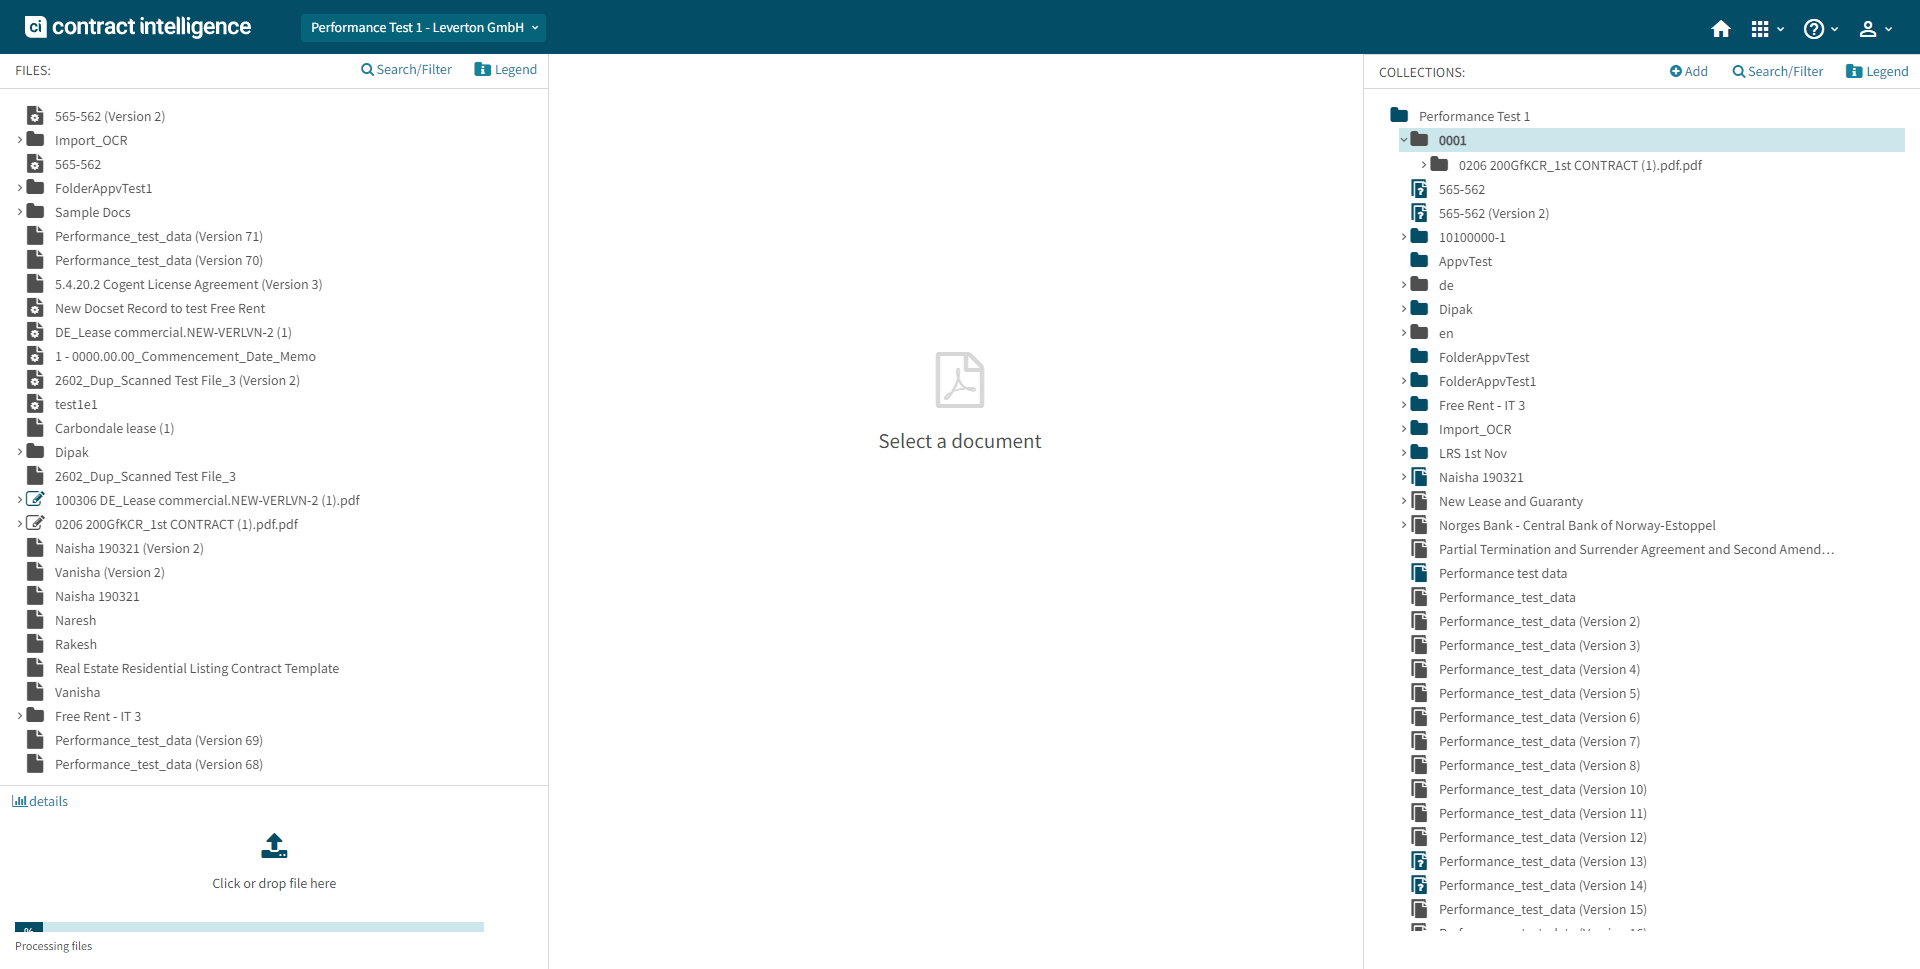 ci contract intelligence
Performance Test 1 - Leverton GmbH
FILES:
Search/Filter
Legend
565-562 (Version 2)
Import_OCR
565-562
FolderAppvTest1
Sample Docs
Performance_test_data (Version 71)
Performance_test_data (Version 70)
5.4.20.2 Cogent License Agreement (Version 3)
New Docset Record to test Free Rent
DE_Lease commercial.NEW-VERLVN-2 (1)
1 - 0000.00.00_Commencement_Date_Memo
2602_Dup_Scanned Test File_3 (Version 2)
test1e1
Carbondale lease (1)
Dipak
2602_Dup_Scanned Test File_3
100306 DE_Lease commercial.NEW-VERLVN-2 (1).pdf
0206 200GfKCR_1st CONTRACT (1).pdf.pdf
Naisha 190321 (Version 2)
Vanisha (Version 2)
Naisha 190321
Naresh
Rakesh
Real Estate Residential Listing Contract Template
Vanisha
Free Rent - IT 3
Performance_test_data (Version 69)
Performance_test_data (Version 68)
details
Click or drop file here
%
Processing files
Select a document
COLLECTIONS:
Add
Search/Filter
Legend
Performance Test 1
0001
0206 200GfKCR_1st CONTRACT (1).pdf.pdf
565-562
565-562 (Version 2)
10100000-1
AppvTest
de
Dipak
en
FolderAppvTest
FolderAppvTest1
Free Rent - IT 3
Import_OCR
LRS 1st Nov
Naisha 190321
New Lease and Guaranty
Norges Bank - Central Bank of Norway-Estoppel
Partial Termination and Surrender Agreement and Second Amend...
Performance test data
Performance_test_data
Performance_test_data (Version 2)
Performance_test_data (Version 3)
Performance_test_data (Version 4)
Performance_test_data (Version 5)
Performance_test_data (Version 6)
Performance_test_data (Version 7)
Performance_test_data (Version 8)
Performance_test_data (Version 10)
Performance_test_data (Version 11)
Performance_test_data (Version 12)
Performance_test_data (Version 13)
Performance_test_data (Version 14)
Performance_test_data (Version 15)